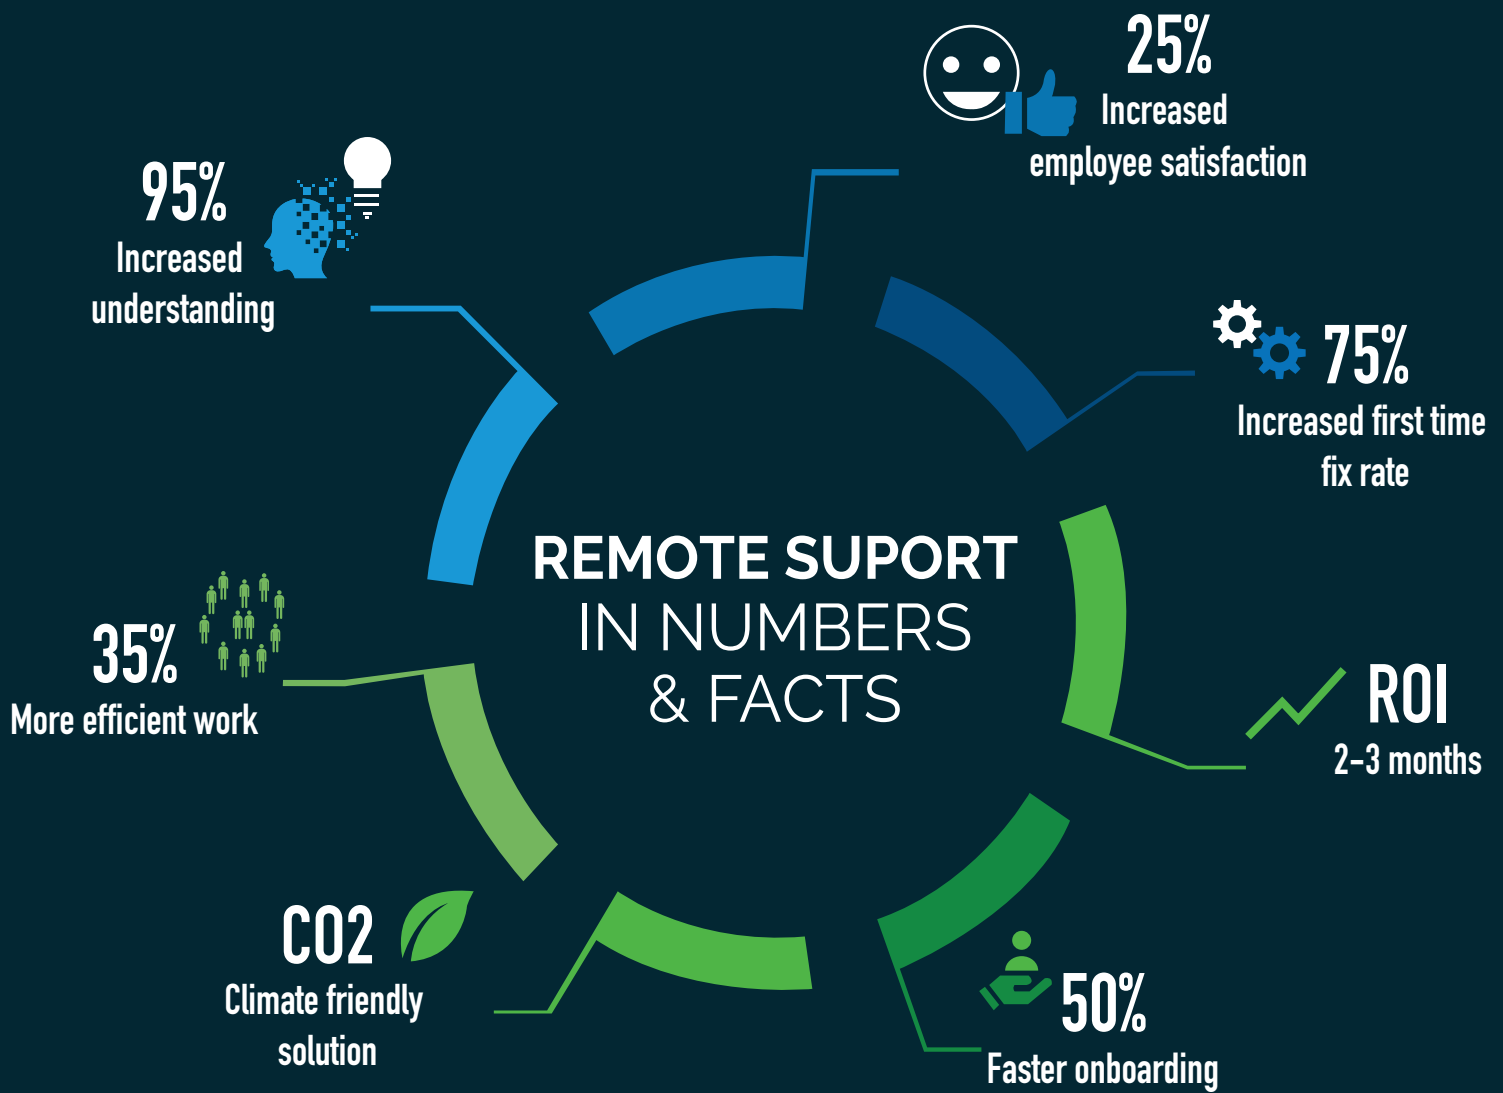 25%
Increased
employee satisfaction
95%
Increased
understanding
75%
Increased first time
fix rate
REMOTE SUPORT
IN NUMBERS
& FACTS
35%
More efficient work
ROI
2-3 months
CO2
Climate friendly
solution
50%
Faster onboarding